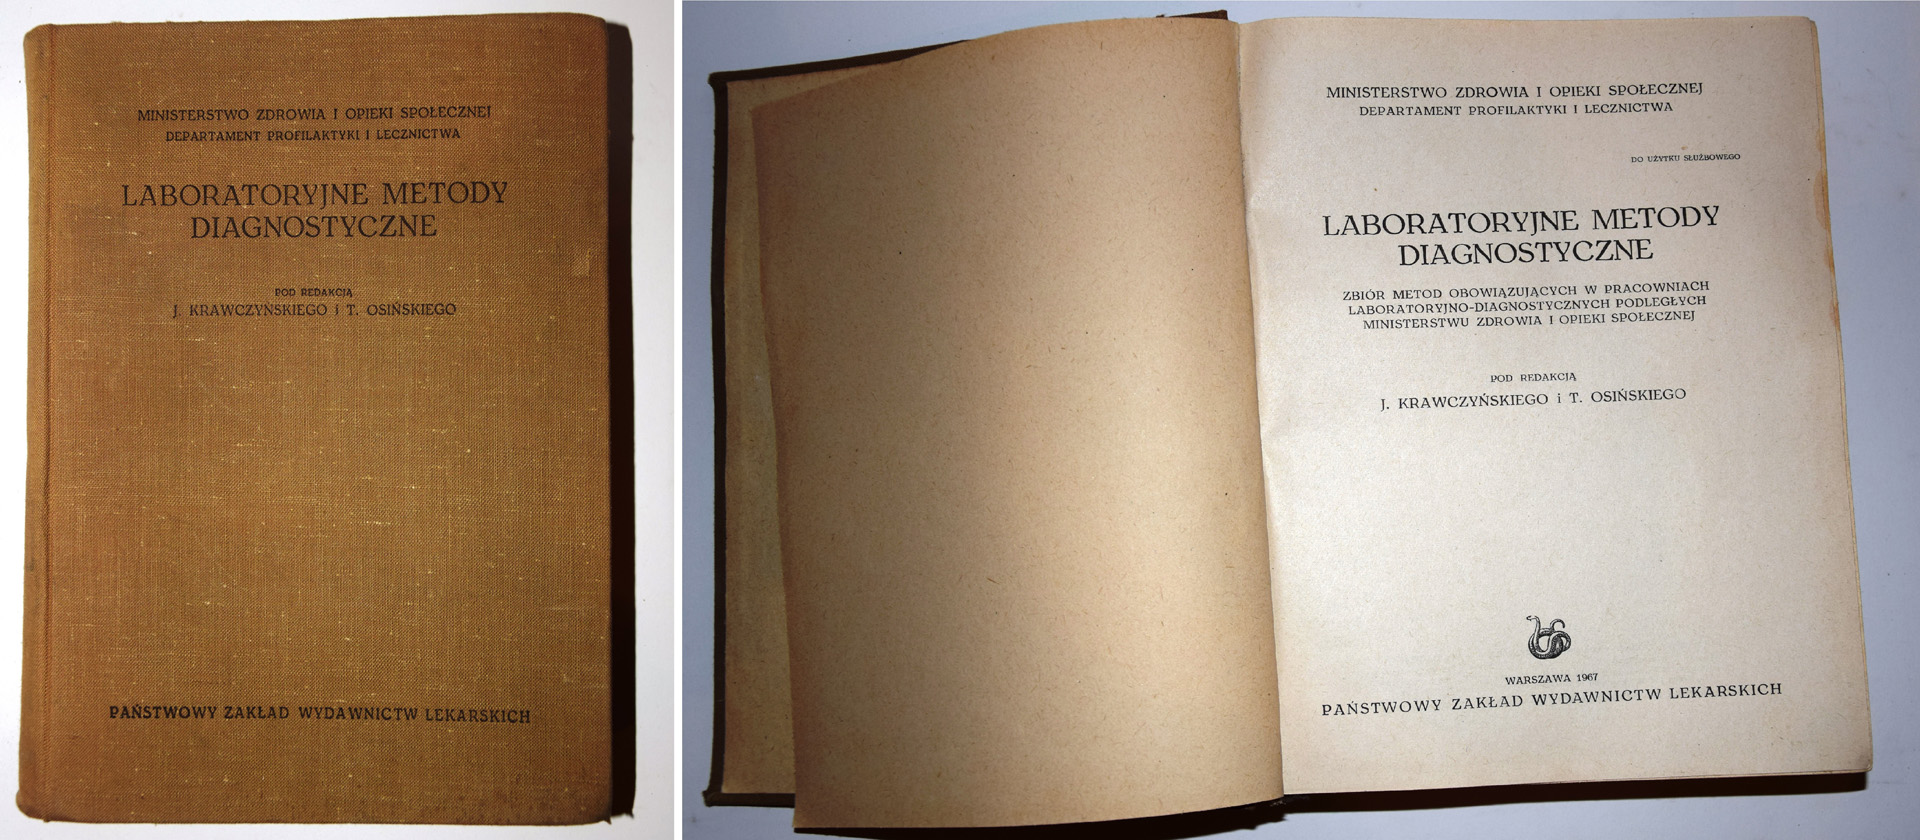 MINISTERSTWO ZDROWIA I OPIEKI SPOŁECZNEJ
DEPARTAMENT PROFILAKTYKI I LECZNICTWA
LABORATORYJNE METODY
DIAGNOSTYCZNE
POD REDAKCJĄ
J. KRAWCZYŃSKIEGO i T. OSIŃSKIEGO
PAŃSTWOWY ZAKŁAD WYDAWNICTW LEKARSKICH
MINISTERSTWO ZDROWIA I OPIEKI SPOŁECZNEJ
DEPARTAMENT PROFILAKTYKI I LECZNICTWA
DO UŻYTKU SŁUŻBOWEGO
LABORATORYJNE METODY
DIAGNOSTYCZNE
ZBIÓR METOD OBOWIĄZUJĄCYCH W PRACOWNIACH
LABORATORYJNO-DIAGNOSTYCZNYCH PODLEGŁYCH
MINISTERSTWU ZDROWIA I OPIEKI SPOŁECZNEJ
POD REDAKCJĄ
J. KRAWCZYŃSKIEGO i T. OSIŃSKIEGO
WARSZAWA 1967
PAŃSTWOWY ZAKŁAD WYDAWNICTW LEKARSKICH